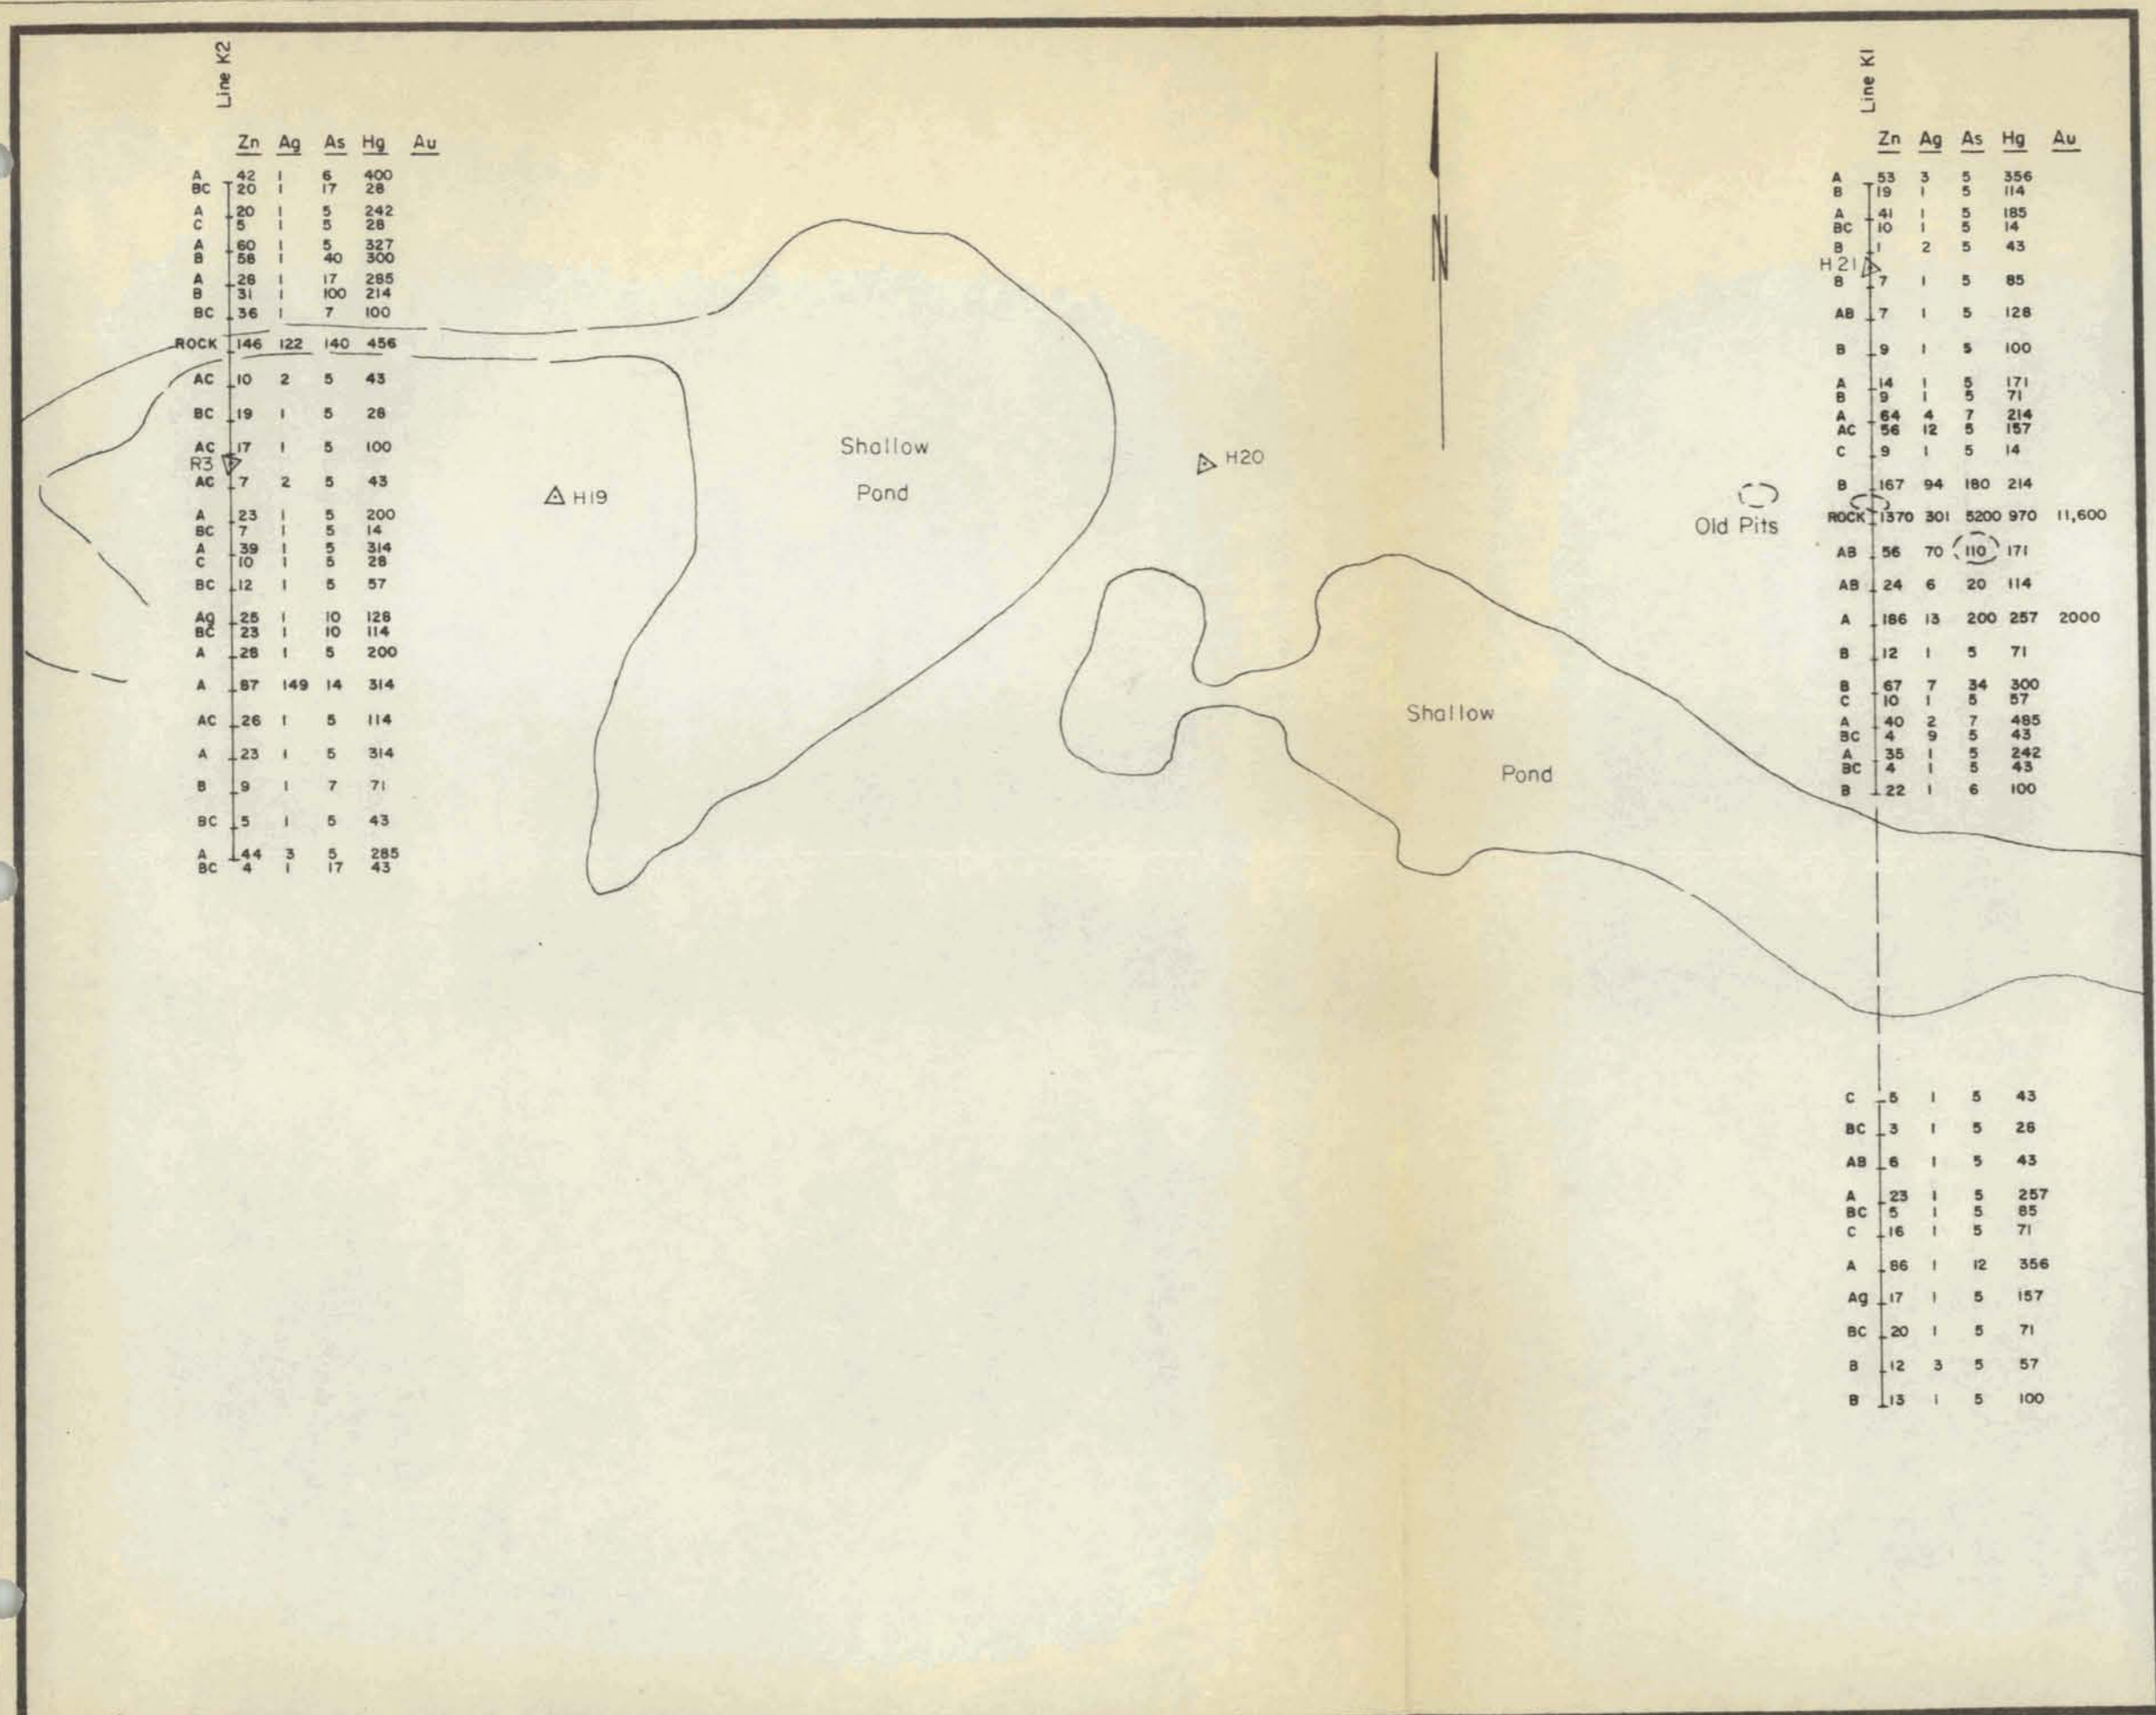 Line K2
Zn Ag As Hg Au
A 42 1 6 400
BC 20 1 17 28
A 20 1 5 242
C 5 1 5 28
A 60 1 5 327
B 58 1 40 300
A 28 1 17 285
B 31 1 100 214
BC 36 1 7 100
ROCK 146 122 140 456
AC 10 2 5 43
BC 19 1 5 28
AC 17 1 5 100
R3
AC 7 2 5 43
A 23 1 5 200
BC 7 1 5 14
A 39 1 5 314
C 10 1 5 28
BC 12 1 5 57
Ag 25 1 10 128
BC 23 1 10 114
A 28 1 5 200
A 87 149 14 314
AC 26 1 5 114
A 23 1 5 314
B 9 1 7 71
BC 5 1 5 43
A 44 3 5 285
BC 4 1 17 43
H19
Shallow
Pond
H20
N
Shallow
Pond
Old Pits
Line K1
Zn Ag As Hg Au
A 53 3 5 356
B 19 1 5 114
A 41 1 5 185
BC 10 1 5 14
B 1 2 5 43
H21
B 7 1 5 85
AB 7 1 5 128
B 9 1 5 100
A 14 1 5 171
B 9 1 5 71
A 64 4 7 214
AC 56 12 5 157
C 9 1 5 14
B 167 94 180 214
ROCK 1370 301 5200 970 11,600
AB 56 70 110 171
AB 24 6 20 114
A 186 13 200 257 2000
B 12 1 5 71
B 67 7 34 300
C 10 1 5 57
A 40 2 7 485
BC 4 9 5 43
A 35 1 5 242
BC 4 1 5 43
B 22 1 6 100
C 5 1 5 43
BC 3 1 5 28
AB 6 1 5 43
A 23 1 5 257
BC 5 1 5 85
C 16 1 5 71
A 86 1 12 356
Ag 17 1 5 157
BC 20 1 5 71
B 12 3 5 57
B 13 1 5 100